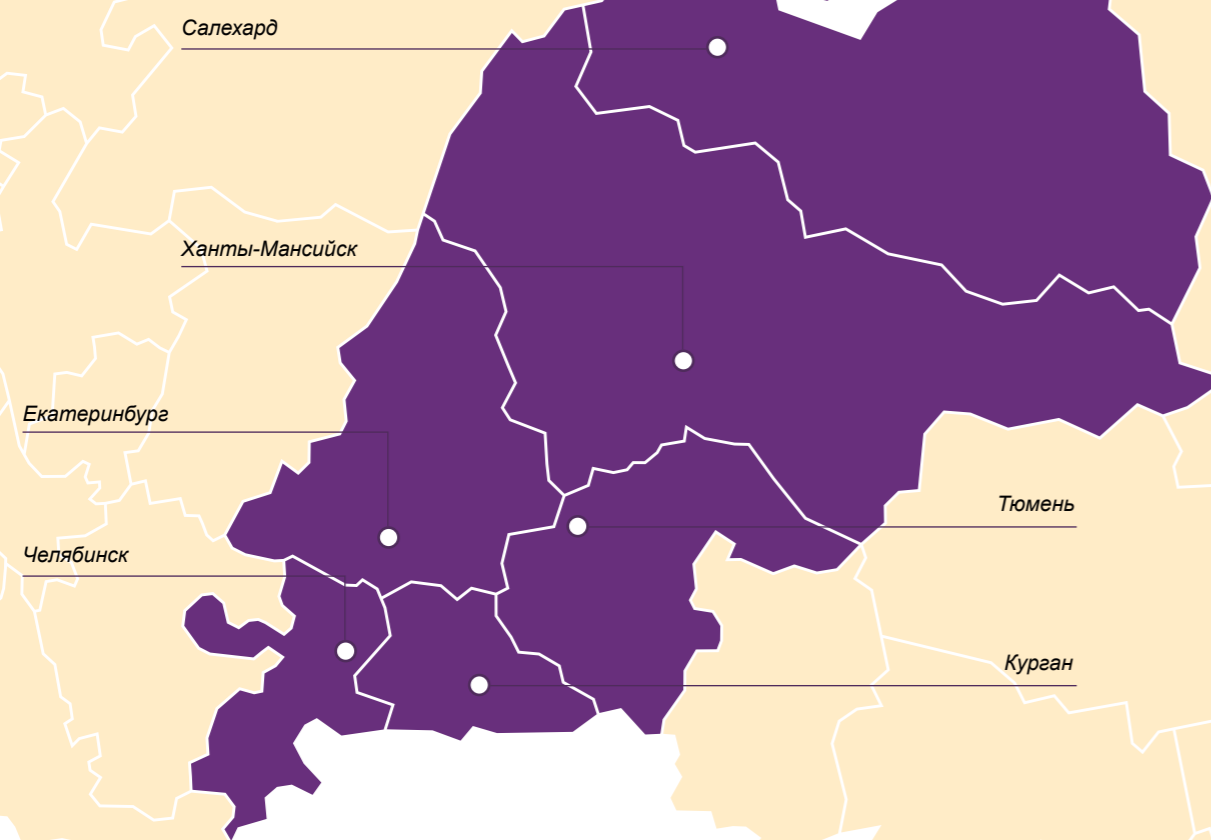 Салехард
Ханты-Мансийск
Екатеринбург
Тюмень
Челябинск
Курган